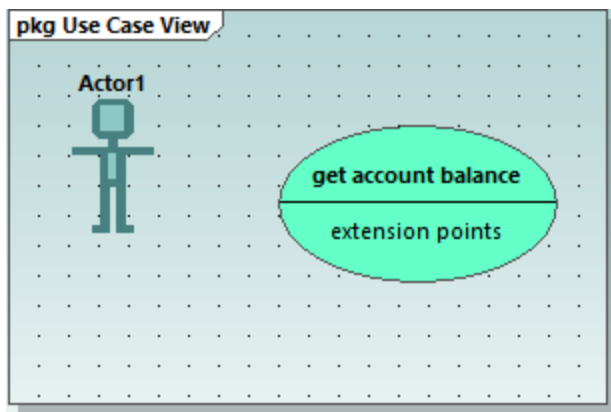 pkg Use Case View
Actor1
get account balance
extension points